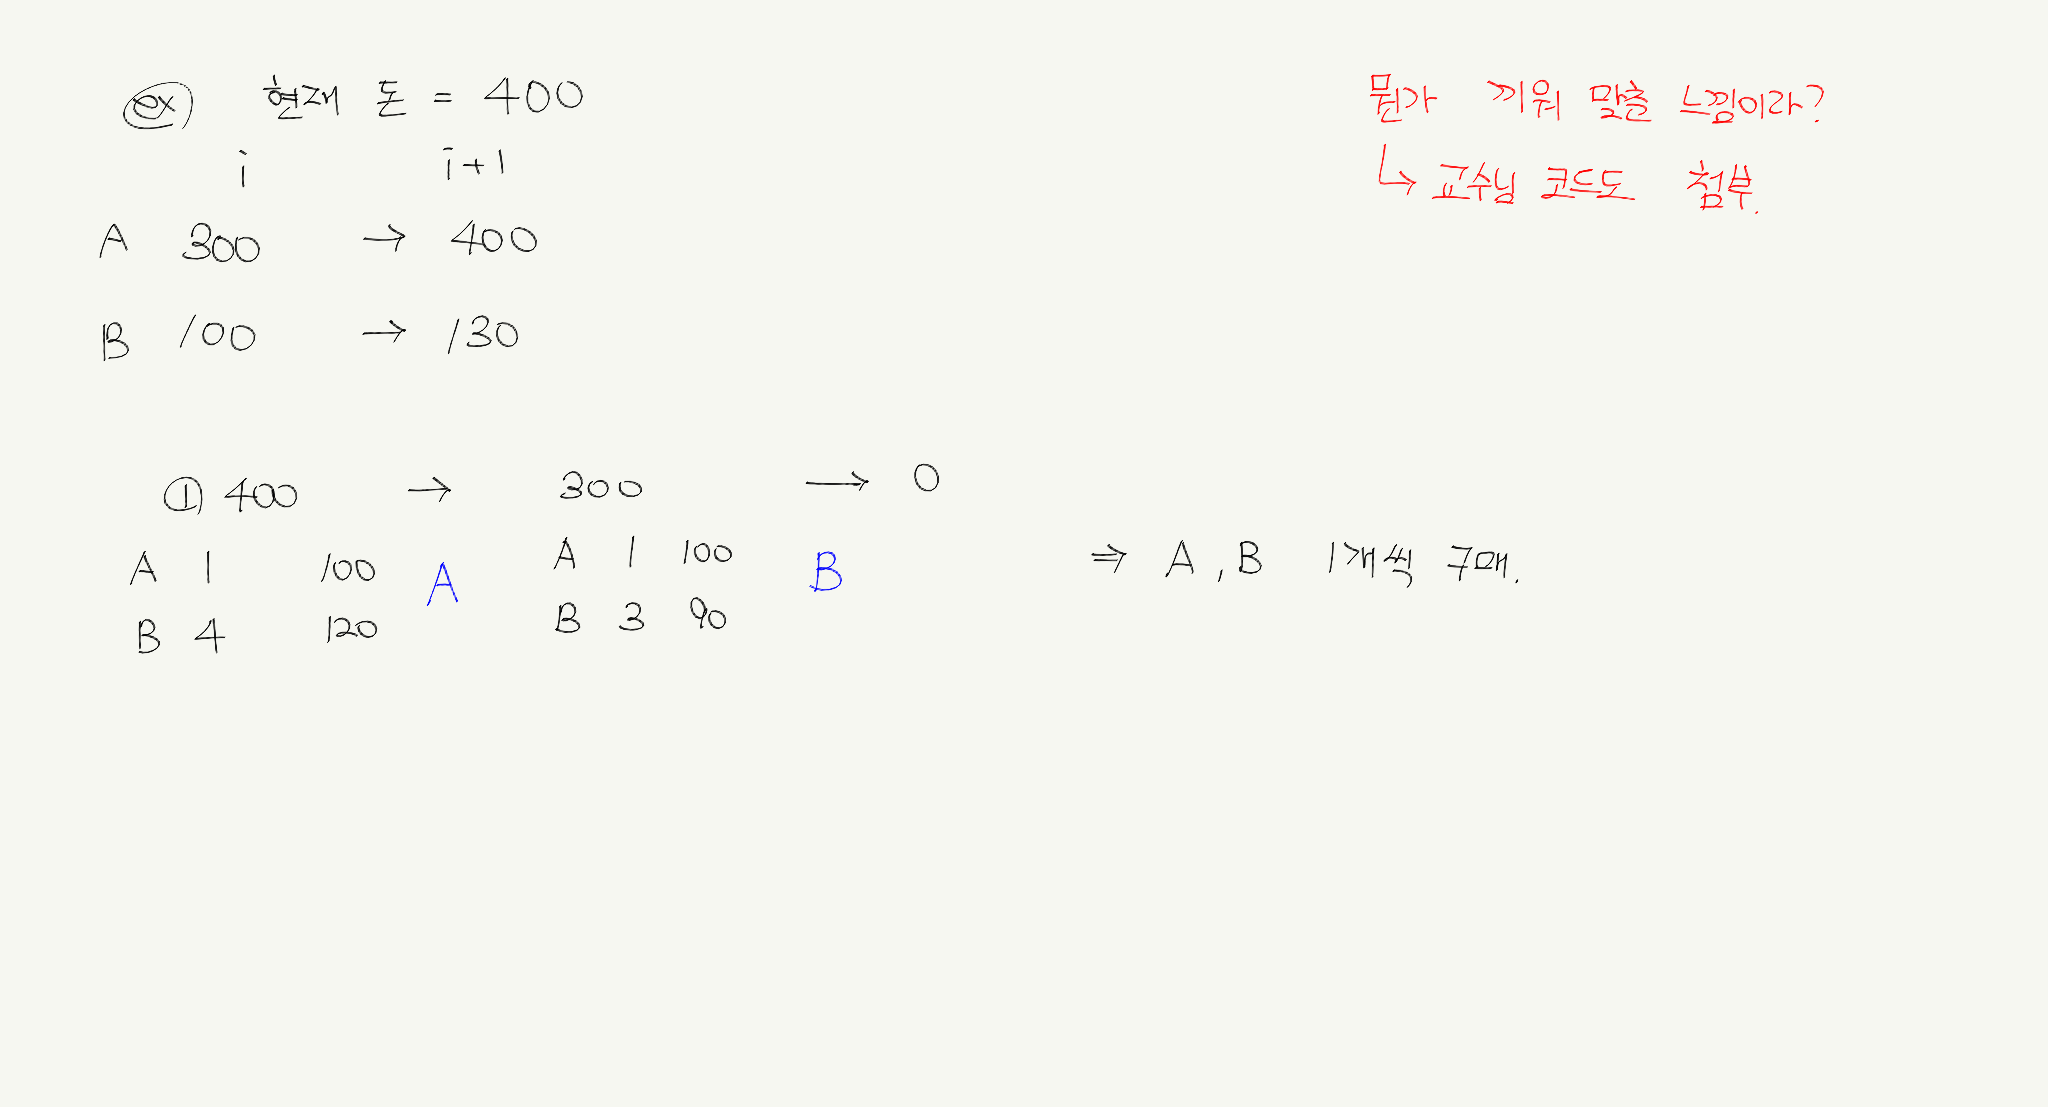 ex 현재 돈 = 400
i i+1
A 300 → 400
B 100 → 130
뭔가 끼워 맞춘 느낌이라?
↳ 교수님 코드도 첨부.
① 400 → 300 → 0
A 1 100 A A 1 100 B
B 4 120 B 3 90
⇒ A, B 1개씩 구매.